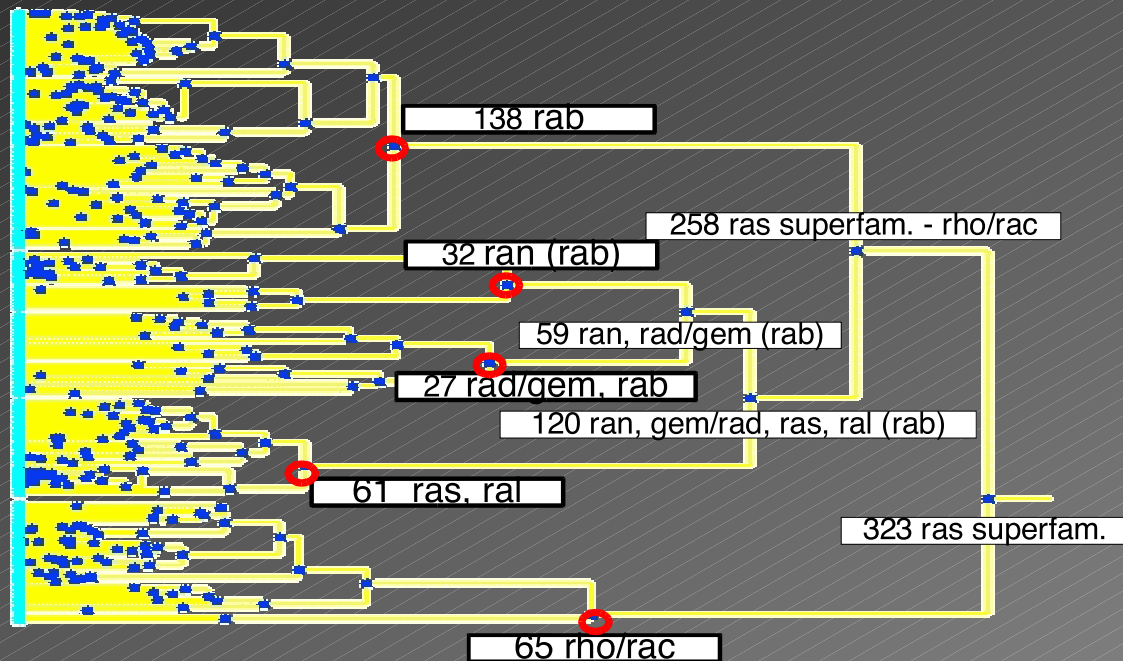 138 rab
258 ras superfam. - rho/rac
32 ran (rab)
59 ran, rad/gem (rab)
27 rad/gem, rab
120 ran, gem/rad, ras, ral (rab)
61 ras, ral
323 ras superfam.
65 rho/rac